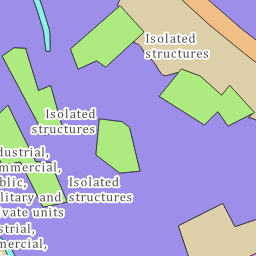 Isolated
structures
Isolated
structures
dustrial,
mmercial,
blic,
litary and
vate units
Isolated
structures
strial,
mercial,